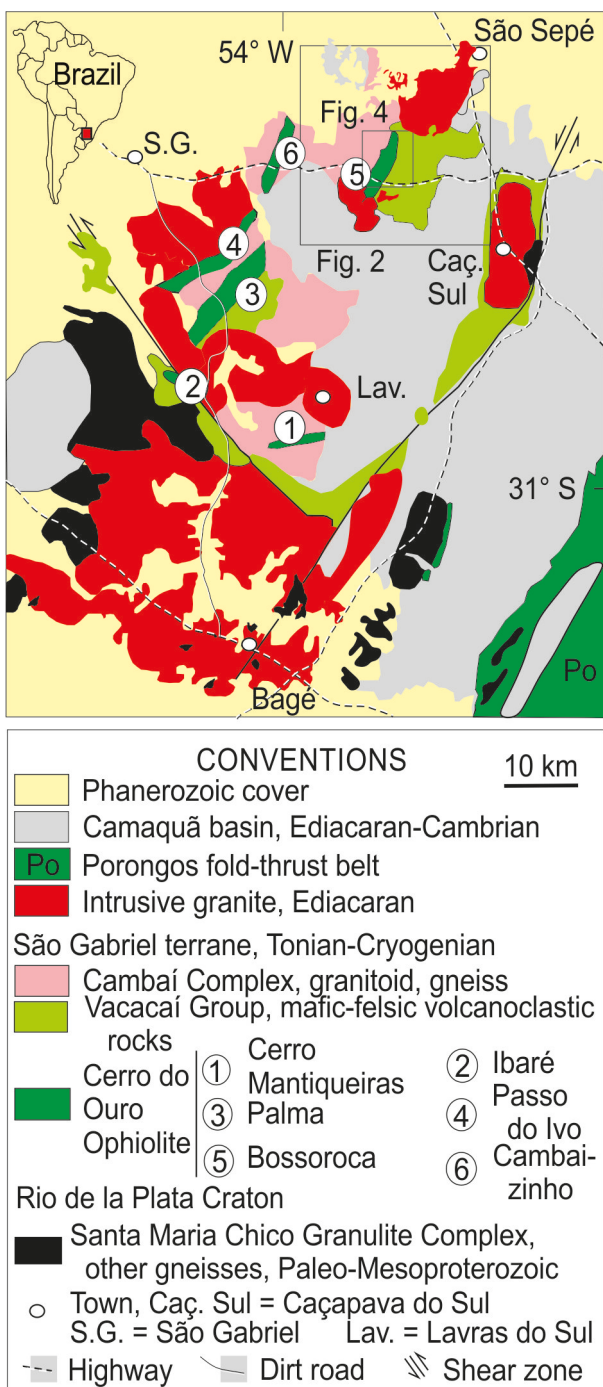 São Sepé
54° W
Brazil
Fig. 4
S.G.
6
5
4
Fig. 2
Caç.
Sul
3
2
Lav.
1
31° S
Po
Bagé
CONVENTIONS
10 km
Phanerozoic cover
Camaquã basin, Ediacaran-Cambrian
Po Porongos fold-thrust belt
Intrusive granite, Ediacaran
São Gabriel terrane, Tonian-Cryogenian
Cambaí Complex, granitoid, gneiss
Vacacaí Group, mafic-felsic volcanoclastic
rocks
Cerro do
Ouro
Ophiolite
1 Cerro
Mantiqueiras
2 Ibaré
3 Palma
4 Passo
do Ivo
5 Bossoroca
6 Cambai-
zinho
Rio de la Plata Craton
Santa Maria Chico Granulite Complex,
other gneisses, Paleo-Mesoproterozoic
Town, Caç. Sul = Caçapava do Sul
S.G. = São Gabriel Lav. = Lavras do Sul
Highway Dirt road Shear zone